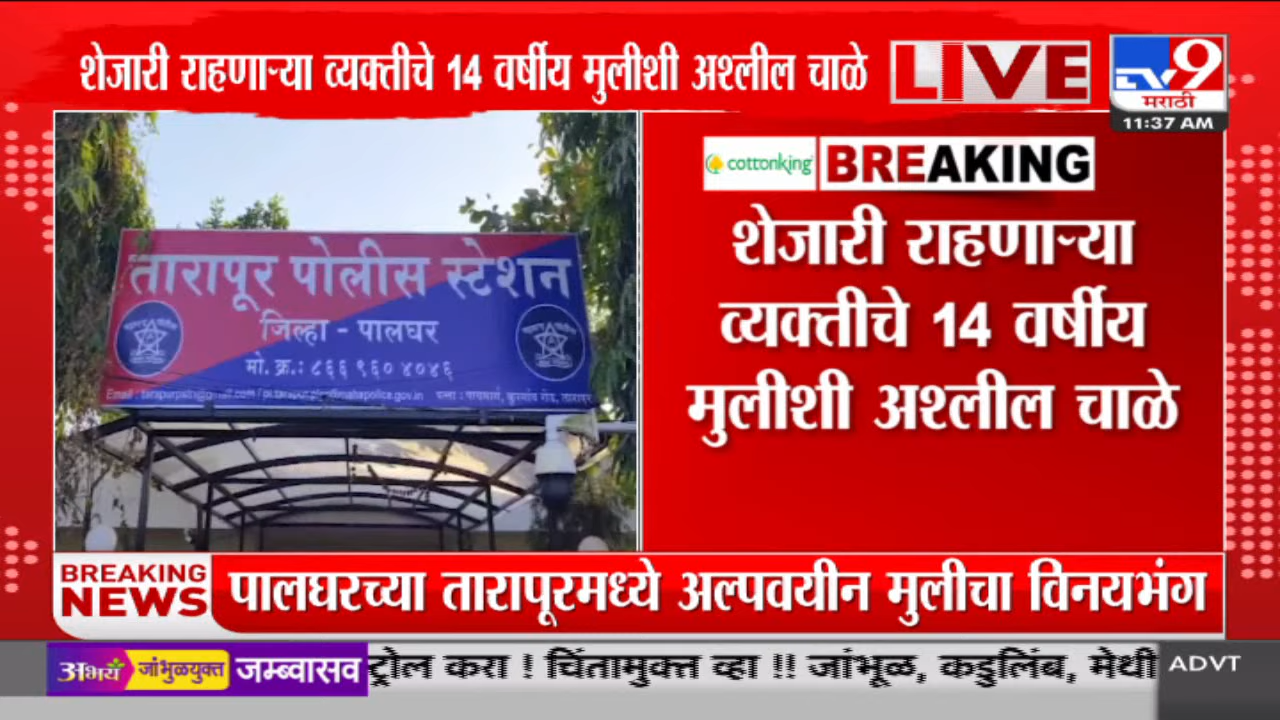 शेजारी राहणाऱ्या व्यक्तीचे 14 वर्षीय मुलीशी अश्लील चाळे
LIVE
TV9
मराठी
11:37 AM
cottonking BREAKING
शेजारी राहणाऱ्या
व्यक्तीचे 14 वर्षीय
मुलीशी अश्लील चाळे
तारापूर पोलीस स्टेशन
जिल्हा - पालघर
मो. क्र.: ८६६ ९६० ४०४६
BREAKING
NEWS
पालघरच्या तारापूरमध्ये अल्पवयीन मुलीचा विनयभंग
अभय जांभुळयुक्त जम्बासव
ट्रोल करा ! चिंतामुक्त व्हा !! जांभूळ, कडुलिंब, मेथी
ADVT